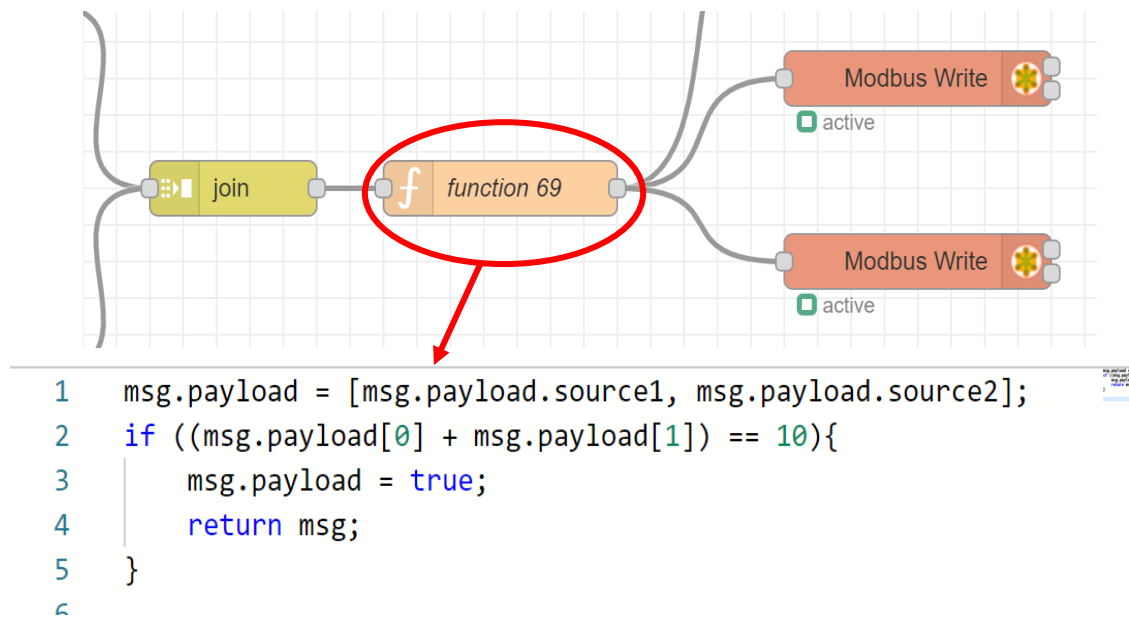 Modbus Write
active
join
function 69
Modbus Write
active
1 msg.payload = [msg.payload.source1, msg.payload.source2];
2 if ((msg.payload[0] + msg.payload[1]) == 10){
3 msg.payload = true;
4 return msg;
5 }
6